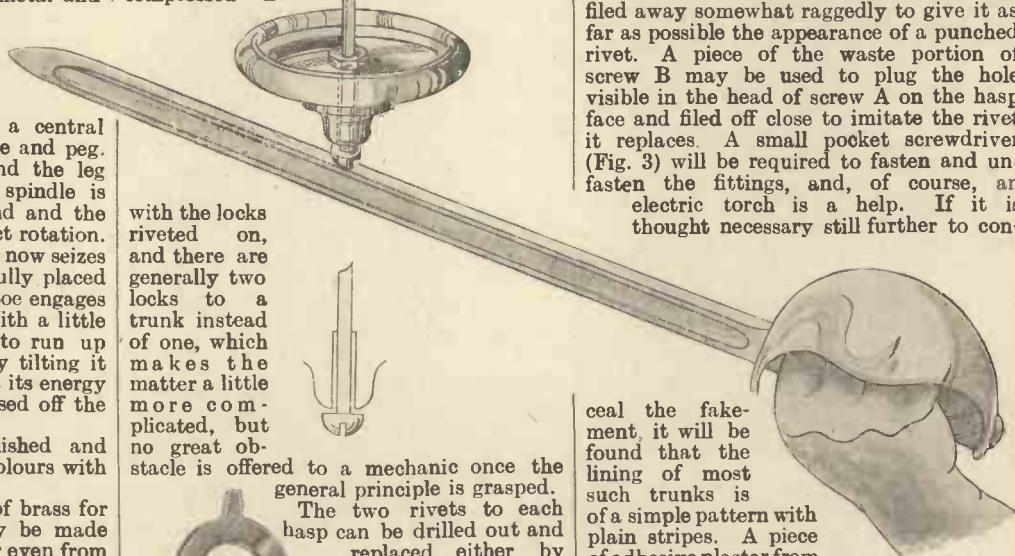 a central
e and peg.
nd the leg
spindle is
d and the
ct rotation.
now seizes
ully placed
oe engages
ith a little
to run up
y tilting it
its energy
sed off the
ished and
olours with
of brass for
y be made
r even from
with the locks
riveted on,
and there are
generally two
locks to a
trunk instead
of one, which
makes the
matter a little
more com-
plicated, but
no great ob-
stacle is offered to a mechanic once the
general principle is grasped.
The two rivets to each
hasp can be drilled out and
replaced either by
filed away somewhat raggedly to give it as
far as possible the appearance of a punched
rivet. A piece of the waste portion of
screw B may be used to plug the hole
visible in the head of screw A on the hasp
face and filed off close to imitate the rivet
it replaces. A small pocket screwdriver
(Fig. 3) will be required to fasten and un-
fasten the fittings, and, of course, an
electric torch is a help. If it is
thought necessary still further to con-
ceal the fake-
ment, it will be
found that the
lining of most
such trunks is
of a simple pattern with
plain stripes. A piece
of adhesive plaster from